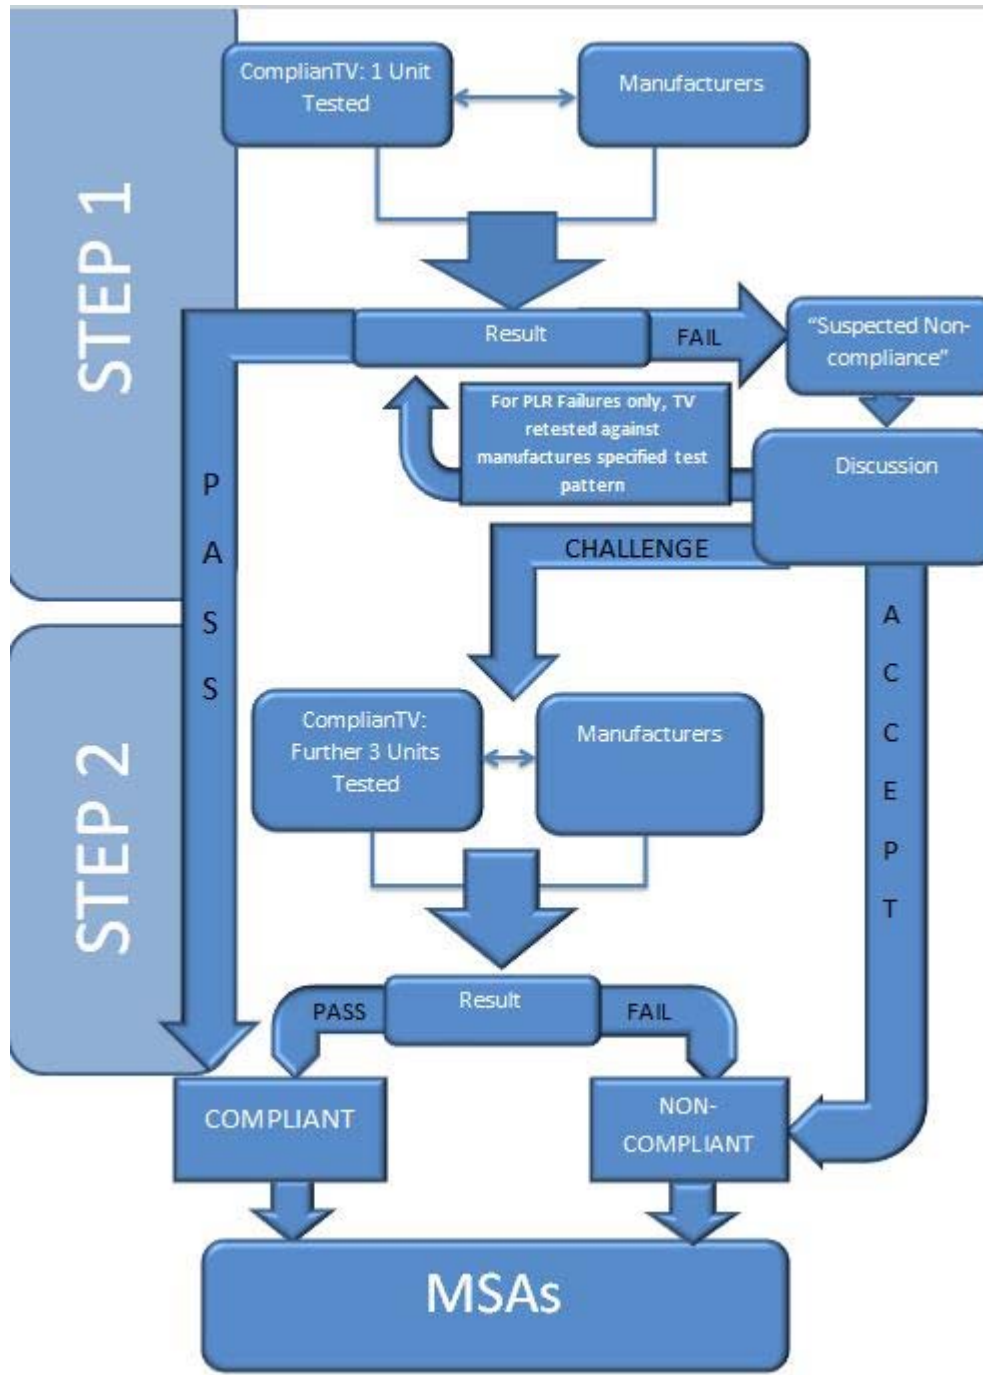 STEP 1
ComplianTV: 1 Unit
Tested
Manufacturers
Result
FAIL
“Suspected Non-
compliance”
For PLR Failures only, TV
retested against
manufactures specified test
pattern
Discussion
PASS
CHALLENGE
ACCEPT
STEP 2
ComplianTV:
Further 3 Units
Tested
Manufacturers
Result
PASS
FAIL
COMPLIANT
NON-
COMPLIANT
MSAs